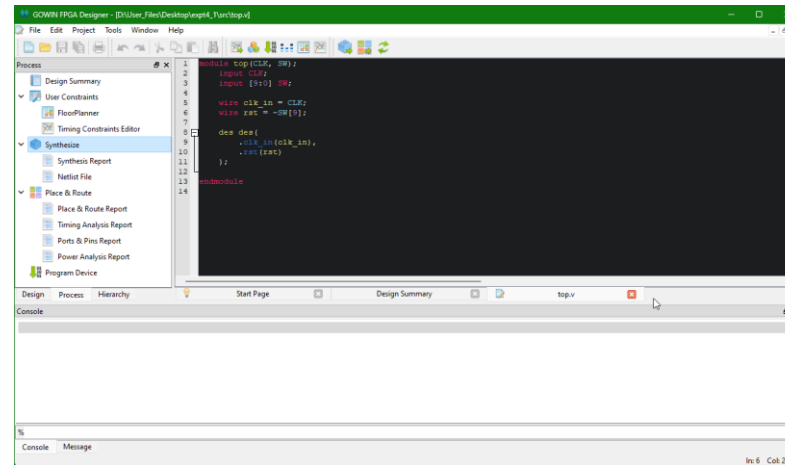 GOWIN FPGA Designer - [D:\User_Files\Desktop\expt4_1\src\top.v]
File Edit Project Tools Window Help
Process
Design Summary
User Constraints
FloorPlanner
Timing Constraints Editor
Synthesize
Synthesis Report
Netlist File
Place & Route
Place & Route Report
Timing Analysis Report
Ports & Pins Report
Power Analysis Report
Program Device
1 module top(CLK, SW);
2 input CLK;
3 input [9:0] SW;
4
5 wire clk_in = CLK;
6 wire rst = ~SW[9];
7
8 des des(
9 .clk_in(clk_in),
10 .rst(rst)
11 );
12
13 endmodule
14
Design Process Hierarchy
Start Page Design Summary top.v
Console
%
Console Message
In: 6 Col: 2